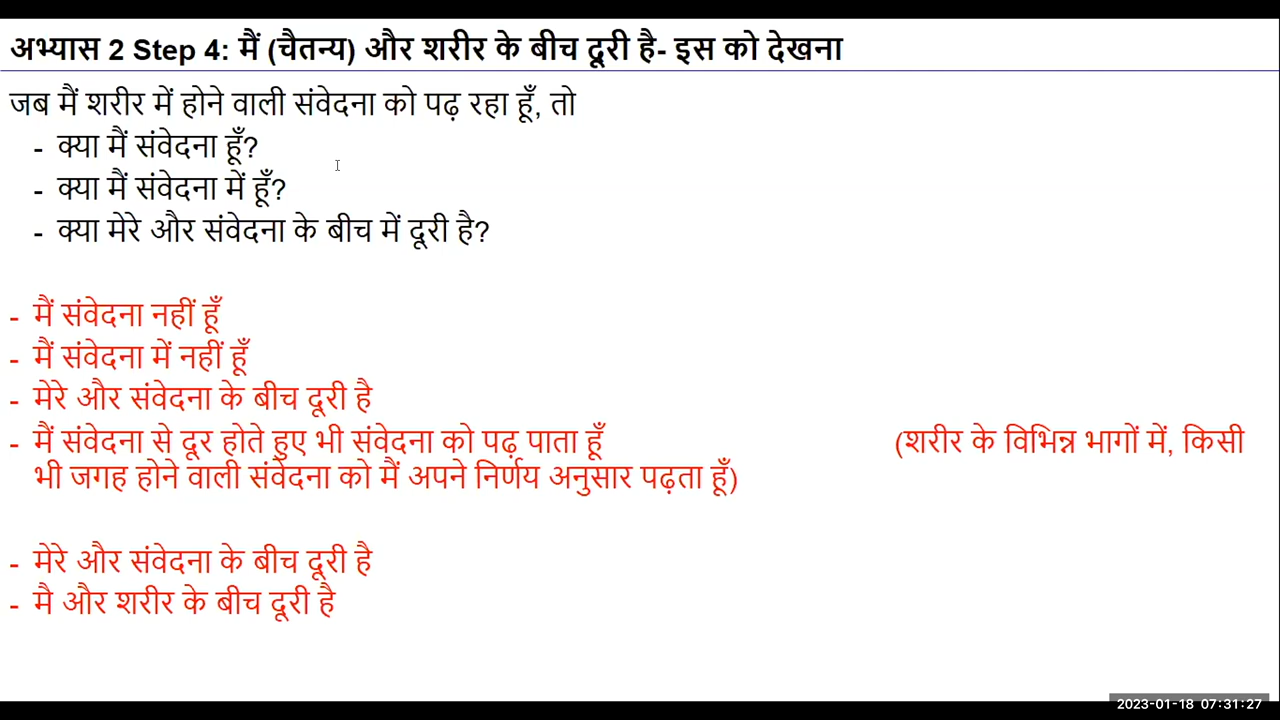 अभ्यास 2 Step 4: मैं (चैतन्य) और शरीर के बीच दूरी है- इस को देखना
जब मैं शरीर में होने वाली संवेदना को पढ़ रहा हूँ, तो
- क्या मैं संवेदना हूँ?
- क्या मैं संवेदना में हूँ?
- क्या मेरे और संवेदना के बीच में दूरी है?
- मैं संवेदना नहीं हूँ
- मैं संवेदना में नहीं हूँ
- मेरे और संवेदना के बीच दूरी है
- मैं संवेदना से दूर होते हुए भी संवेदना को पढ़ पाता हूँ (शरीर के विभिन्न भागों में, किसी
भी जगह होने वाली संवेदना को मैं अपने निर्णय अनुसार पढ़ता हूँ)
- मेरे और संवेदना के बीच दूरी है
- मै और शरीर के बीच दूरी है
2023-01-18 07:31:27